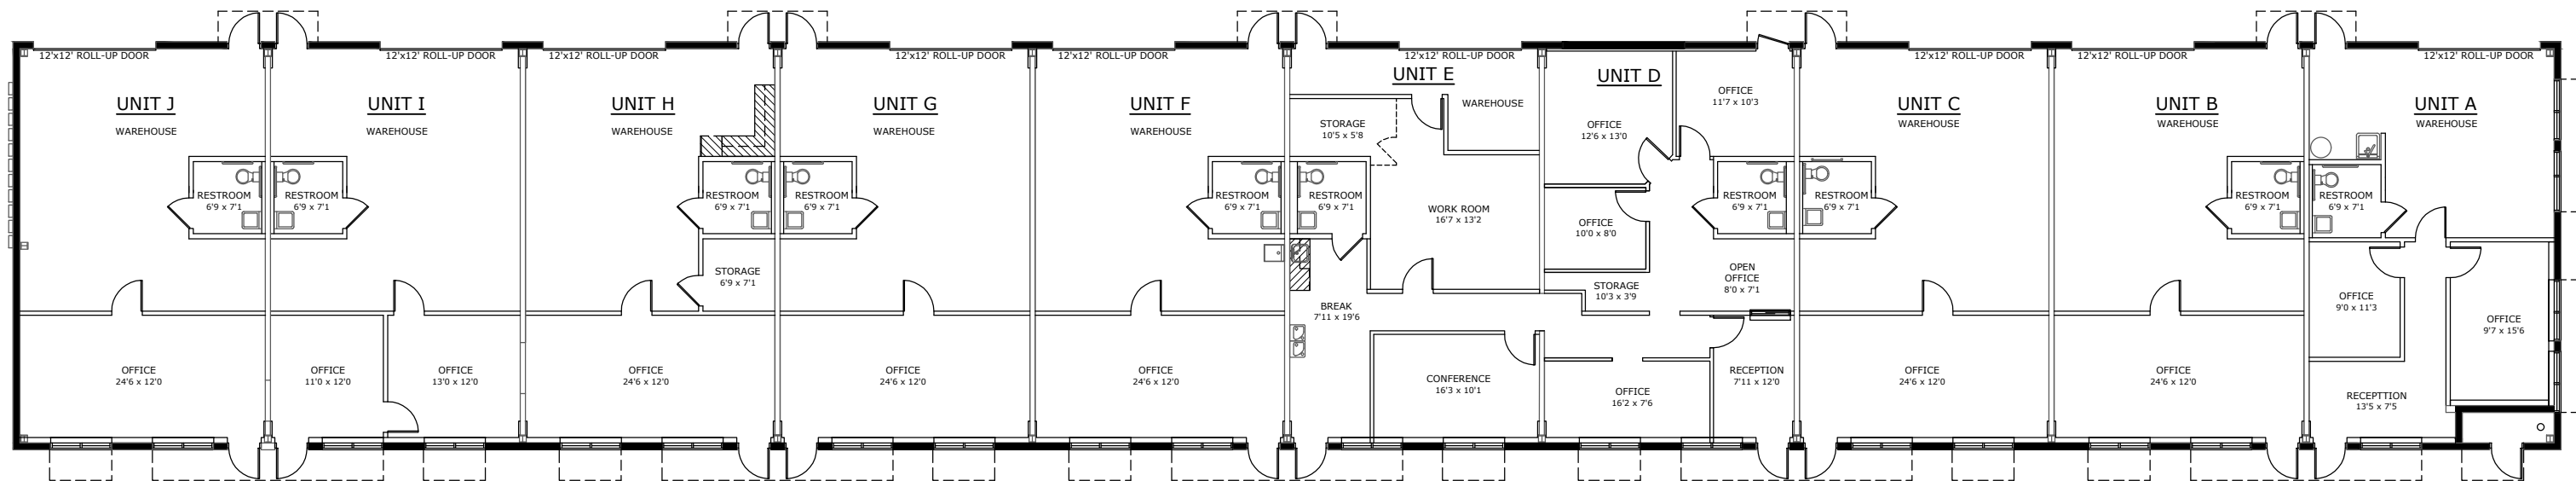 12'x12' ROLL-UP DOOR
UNIT J
WAREHOUSE
RESTROOM
6'9 x 7'1
OFFICE
24'6 x 12'0
12'x12' ROLL-UP DOOR
UNIT I
WAREHOUSE
RESTROOM
6'9 x 7'1
OFFICE
11'0 x 12'0
OFFICE
13'0 x 12'0
12'x12' ROLL-UP DOOR
UNIT H
WAREHOUSE
RESTROOM
6'9 x 7'1
STORAGE
6'9 x 7'1
OFFICE
24'6 x 12'0
12'x12' ROLL-UP DOOR
UNIT G
WAREHOUSE
RESTROOM
6'9 x 7'1
OFFICE
24'6 x 12'0
12'x12' ROLL-UP DOOR
UNIT F
WAREHOUSE
RESTROOM
6'9 x 7'1
OFFICE
24'6 x 12'0
12'x12' ROLL-UP DOOR
UNIT E
WAREHOUSE
STORAGE
10'5 x 5'8
RESTROOM
6'9 x 7'1
WORK ROOM
16'7 x 13'2
BREAK
7'11 x 19'6
CONFERENCE
16'3 x 10'1
UNIT D
OFFICE
11'7 x 10'3
OFFICE
12'6 x 13'0
RESTROOM
6'9 x 7'1
OFFICE
10'0 x 8'0
OPEN
OFFICE
8'0 x 7'1
STORAGE
10'3 x 3'9
RECEPTION
7'11 x 12'0
OFFICE
16'2 x 7'6
12'x12' ROLL-UP DOOR
UNIT C
WAREHOUSE
RESTROOM
6'9 x 7'1
OFFICE
24'6 x 12'0
12'x12' ROLL-UP DOOR
UNIT B
WAREHOUSE
RESTROOM
6'9 x 7'1
OFFICE
24'6 x 12'0
12'x12' ROLL-UP DOOR
UNIT A
WAREHOUSE
RESTROOM
6'9 x 7'1
OFFICE
9'0 x 11'3
OFFICE
9'7 x 15'6
RECEPTTION
13'5 x 7'5